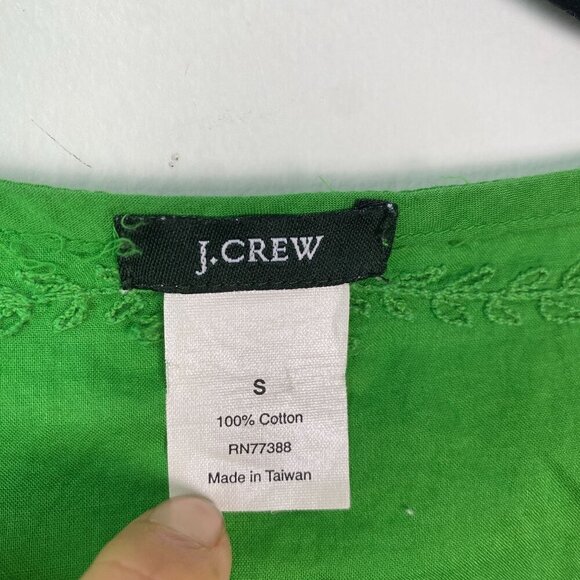 J.CREW
S
100% Cotton
RN77388
Made in Taiwan